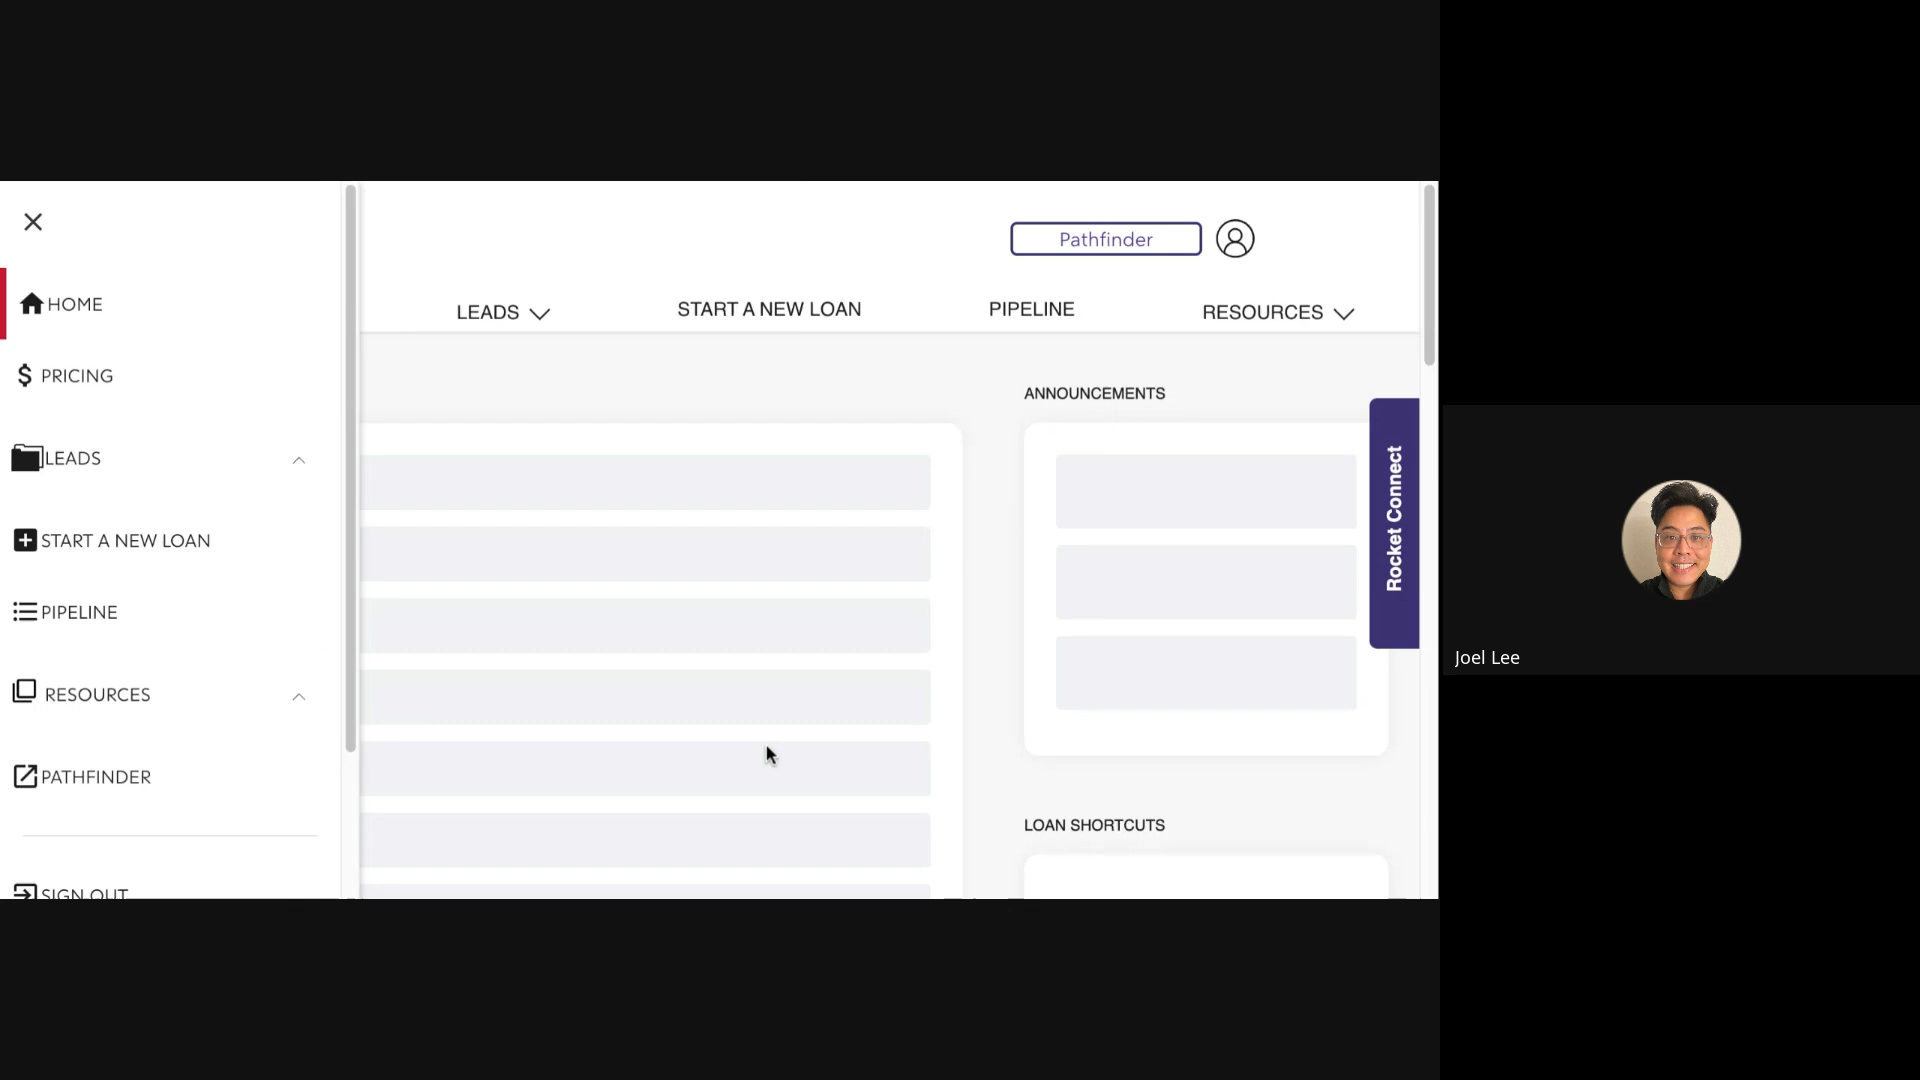 Pathfinder
HOME
LEADS
START A NEW LOAN
PIPELINE
RESOURCES
PRICING
ANNOUNCEMENTS
LEADS
Rocket Connect
START A NEW LOAN
PIPELINE
Joel Lee
RESOURCES
PATHFINDER
LOAN SHORTCUTS
SIGN OUT